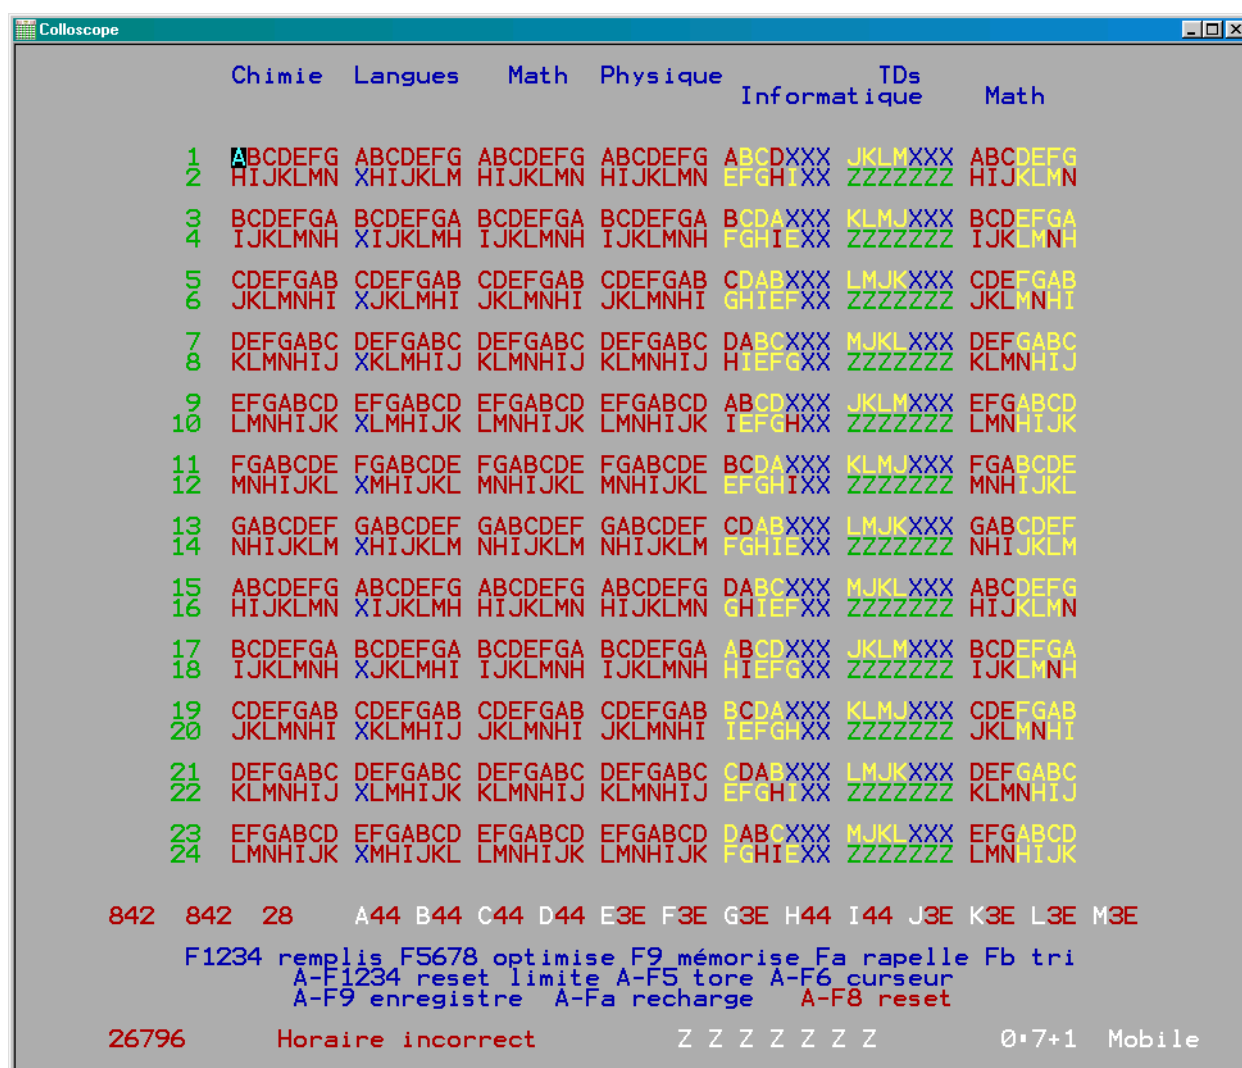 Colloscope
Chimie Langues Math Physique TDs
Informatique Math
1 ABCDEFG ABCDEFG ABCDEFG ABCDEFG ABCDXXX JKLMXXX ABCDEFG
2 HIJKLMN XHIJKLM HIJKLMN HIJKLMN EFGHIXX ZZZZZZZ HIJKLMN
3 BCDEFGA BCDEFGA BCDEFGA BCDEFGA BCDAXXX KLMJXXX BCDEFGA
4 IJKLMNH XIJKLMH IJKLMNH IJKLMNH FGHIEXX ZZZZZZZ IJKLMNH
5 CDEFGAB CDEFGAB CDEFGAB CDEFGAB CDABXXX LMJKXXX CDEFGAB
6 JKLMNHI XJKLMHI JKLMNHI JKLMNHI GHIEFXX ZZZZZZZ JKLMNHI
7 DEFGABC DEFGABC DEFGABC DEFGABC DABCXXX MJKLXXX DEFGABC
8 KLMNHIJ XKLMHIJ KLMNHIJ KLMNHIJ HIEFGXX ZZZZZZZ KLMNHIJ
9 EFGABCD EFGABCD EFGABCD EFGABCD ABCDXXX JKLMXXX EFGABCD
10 LMNHIJK XLMHIJK LMNHIJK LMNHIJK IEFGHXX ZZZZZZZ LMNHIJK
11 FGABCDE FGABCDE FGABCDE FGABCDE BCDAXXX KLMJXXX FGABCDE
12 MNHIJKL XMHIJKL MNHIJKL MNHIJKL EFGHIXX ZZZZZZZ MNHIJKL
13 GABCDEF GABCDEF GABCDEF GABCDEF CDABXXX LMJKXXX GABCDEF
14 NHIJKLM XHIJKLM NHIJKLM NHIJKLM FGHIEXX ZZZZZZZ NHIJKLM
15 ABCDEFG ABCDEFG ABCDEFG ABCDEFG DABCXXX MJKLXXX ABCDEFG
16 HIJKLMN XIJKLMH HIJKLMN HIJKLMN GHIEFXX ZZZZZZZ HIJKLMN
17 BCDEFGA BCDEFGA BCDEFGA BCDEFGA ABCDXXX JKLMXXX BCDEFGA
18 IJKLMNH XJKLMHI IJKLMNH IJKLMNH HIEFGXX ZZZZZZZ IJKLMNH
19 CDEFGAB CDEFGAB CDEFGAB CDEFGAB BCDAXXX KLMJXXX CDEFGAB
20 JKLMNHI XKLMHIJ JKLMNHI JKLMNHI IEFGHXX ZZZZZZZ JKLMNHI
21 DEFGABC DEFGABC DEFGABC DEFGABC CDABXXX LMJKXXX DEFGABC
22 KLMNHIJ XLMHIJK KLMNHIJ KLMNHIJ EFGHIXX ZZZZZZZ KLMNHIJ
23 EFGABCD EFGABCD EFGABCD EFGABCD DABCXXX MJKLXXX EFGABCD
24 LMNHIJK XMHIJKL LMNHIJK LMNHIJK FGHIEXX ZZZZZZZ LMNHIJK
842 842 28 A44 B44 C44 D44 E3E F3E G3E H44 I44 J3E K3E L3E M3E
F1234 remplis F5678 optimise F9 mémorise Fa rapelle Fb tri
A-F1234 reset limite A-F5 tore A-F6 curseur
A-F9 enregistre A-Fa recharge A-F8 reset
26796 Horaire incorrect Z Z Z Z Z Z Z 0:7+1 Mobile